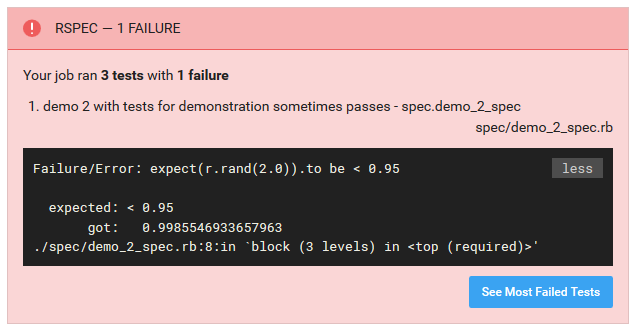 RSPEC — 1 FAILURE
Your job ran 3 tests with 1 failure
1. demo 2 with tests for demonstration sometimes passes - spec.demo_2_spec
spec/demo_2_spec.rb
Failure/Error: expect(r.rand(2.0)).to be < 0.95
less
expected: < 0.95
got:   0.9985546933657963
./spec/demo_2_spec.rb:8:in `block (3 levels) in <top (required)>'
See Most Failed Tests